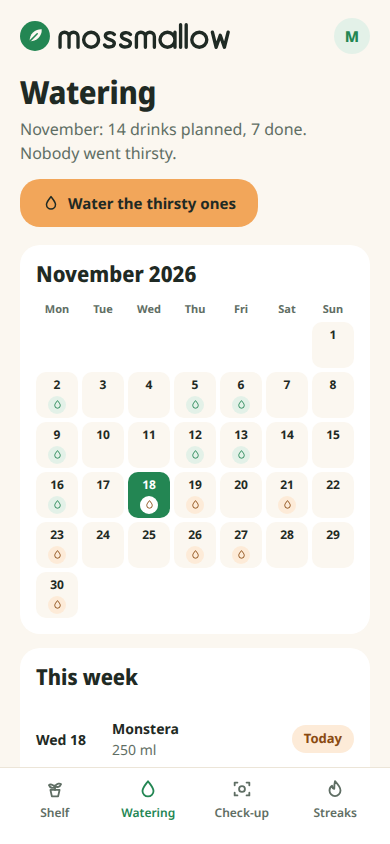 mossmallow
M
Watering
November: 14 drinks planned, 7 done.
Nobody went thirsty.
Water the thirsty ones
November 2026
Mon Tue Wed Thu Fri Sat Sun
1
2 3 4 5 6 7 8
9 10 11 12 13 14 15
16 17 18 19 20 21 22
23 24 25 26 27 28 29
30
This week
Wed 18
Monstera
250 ml
Today
Shelf Watering Check-up Streaks